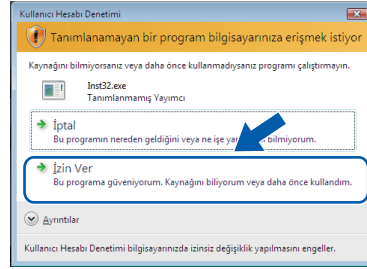 Kullanıcı Hesabı Denetimi
Tanımlanamayan bir program bilgisayarınıza erişmek istiyor
Kaynağını bilmiyorsanız veya daha önce kullanmadıysanız programı çalıştırmayın.
Inst32.exe
Tanımlanmamış Yayımcı
İptal
Bu programın nereden geldiğini veya ne işe bilmiyorum.
İzin Ver
Bu programa güveniyorum. Kaynağını biliyorum veya daha önce kullandım.
Ayrıntılar
Kullanıcı Hesabı Denetimi bilgisayarınızda izinsiz değişiklik yapılmasını engeller.